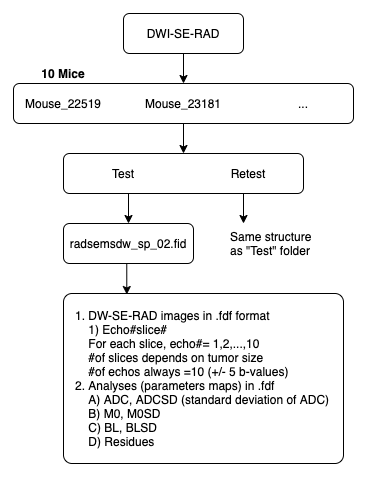 DWI-SE-RAD
10 Mice
Mouse_22519 Mouse_23181 ...
Test Retest
radsemsdw_sp_02.fid
Same structure
as "Test" folder
1. DW-SE-RAD images in .fdf format
1) Echo#slice#
For each slice, echo#= 1,2,...,10
#of slices depends on tumor size
#of echos always =10 (+/- 5 b-values)
2. Analyses (parameters maps) in .fdf
A) ADC, ADCSD (standard deviation of ADC)
B) M0, M0SD
C) BL, BLSD
D) Residues